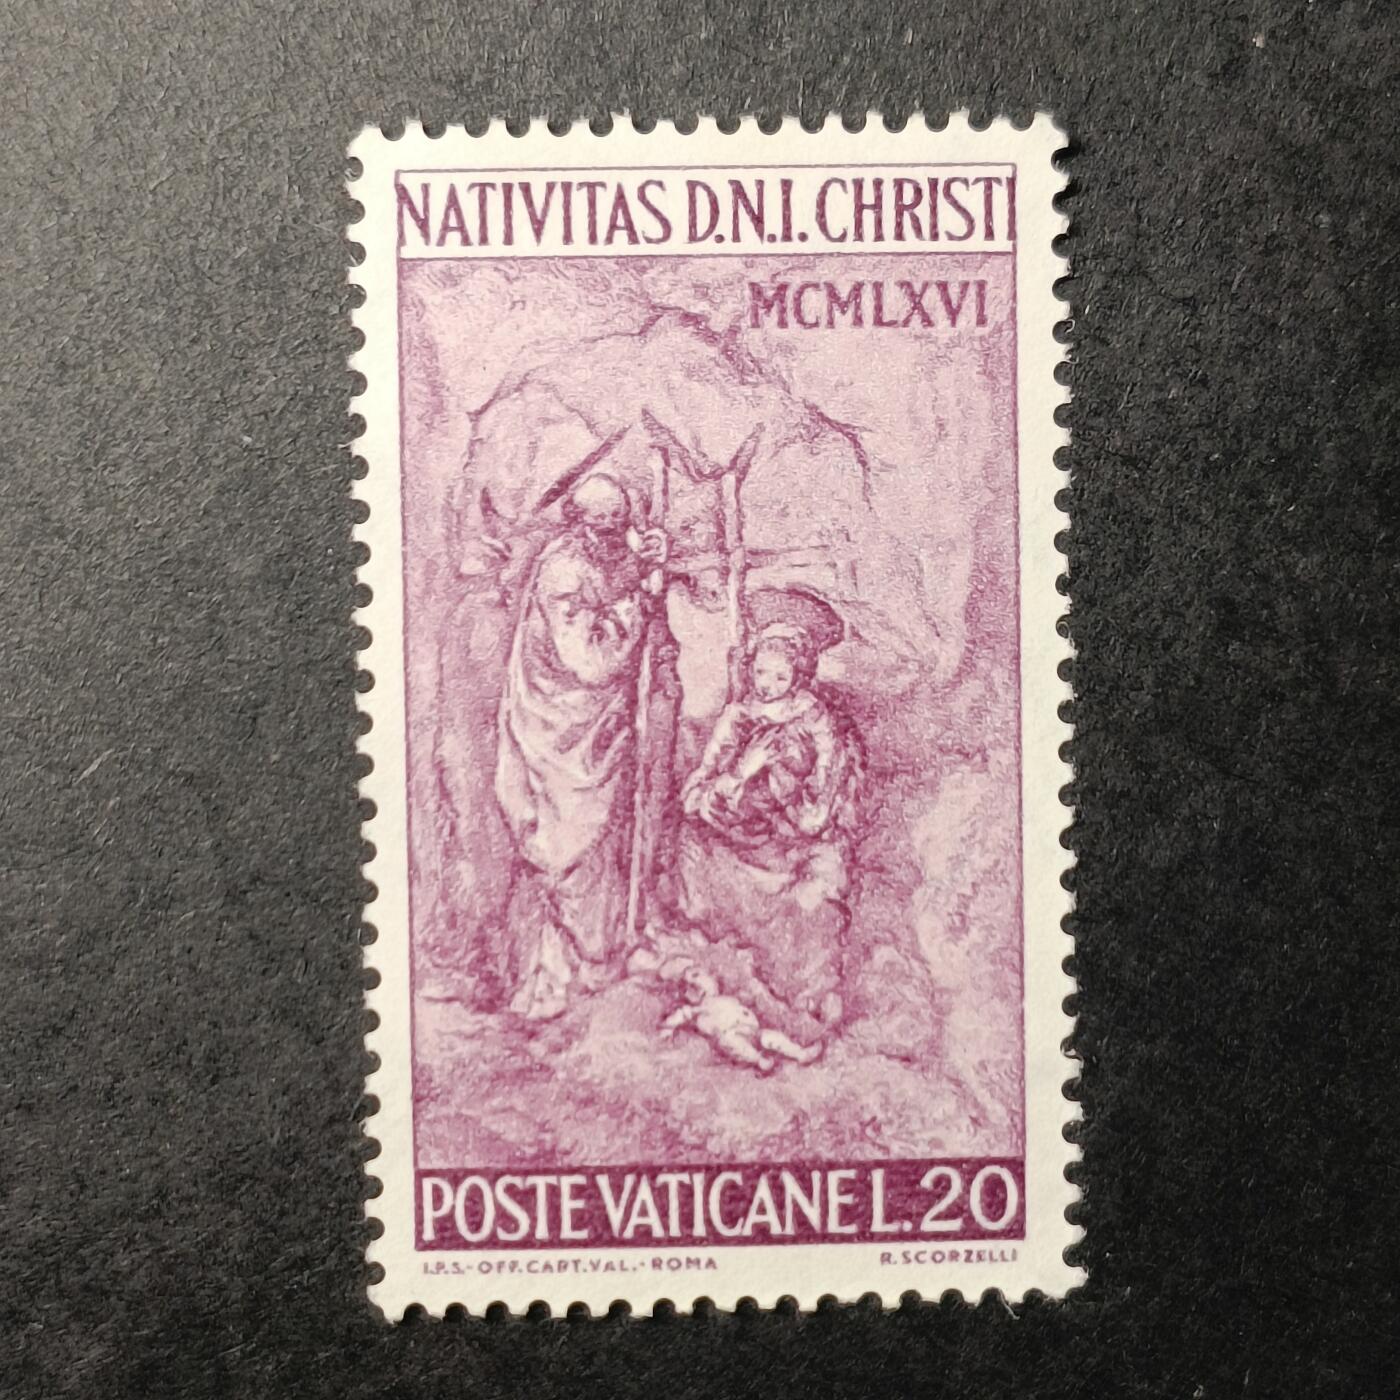 NATIVITAS D.N.I. CHRISTI
MCMLXVI
POSTE VATICANE L.20
I.P.S.-OFF.CART.VAL.-ROMA
R.SCORZELLI